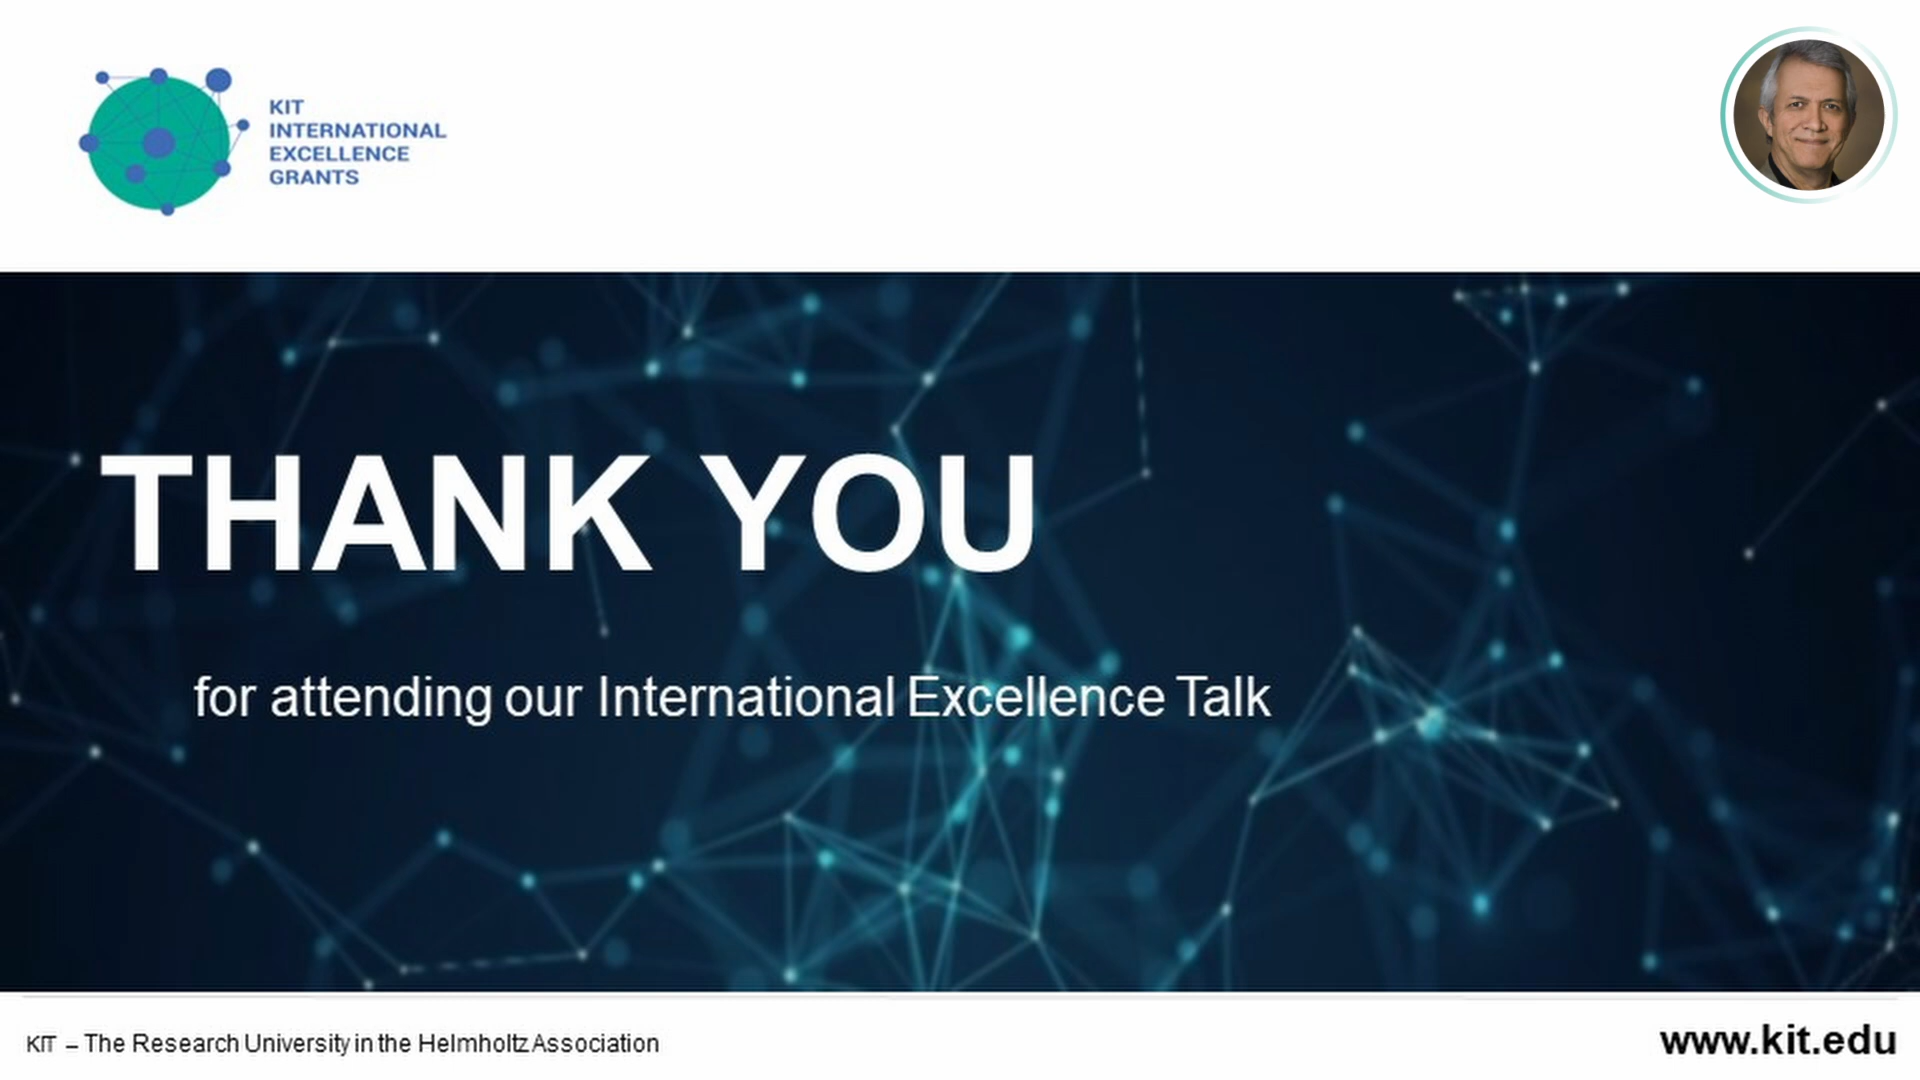 KIT
INTERNATIONAL
EXCELLENCE
GRANTS
THANK YOU
for attending our International Excellence Talk
KIT – The Research University in the Helmholtz Association
www.kit.edu